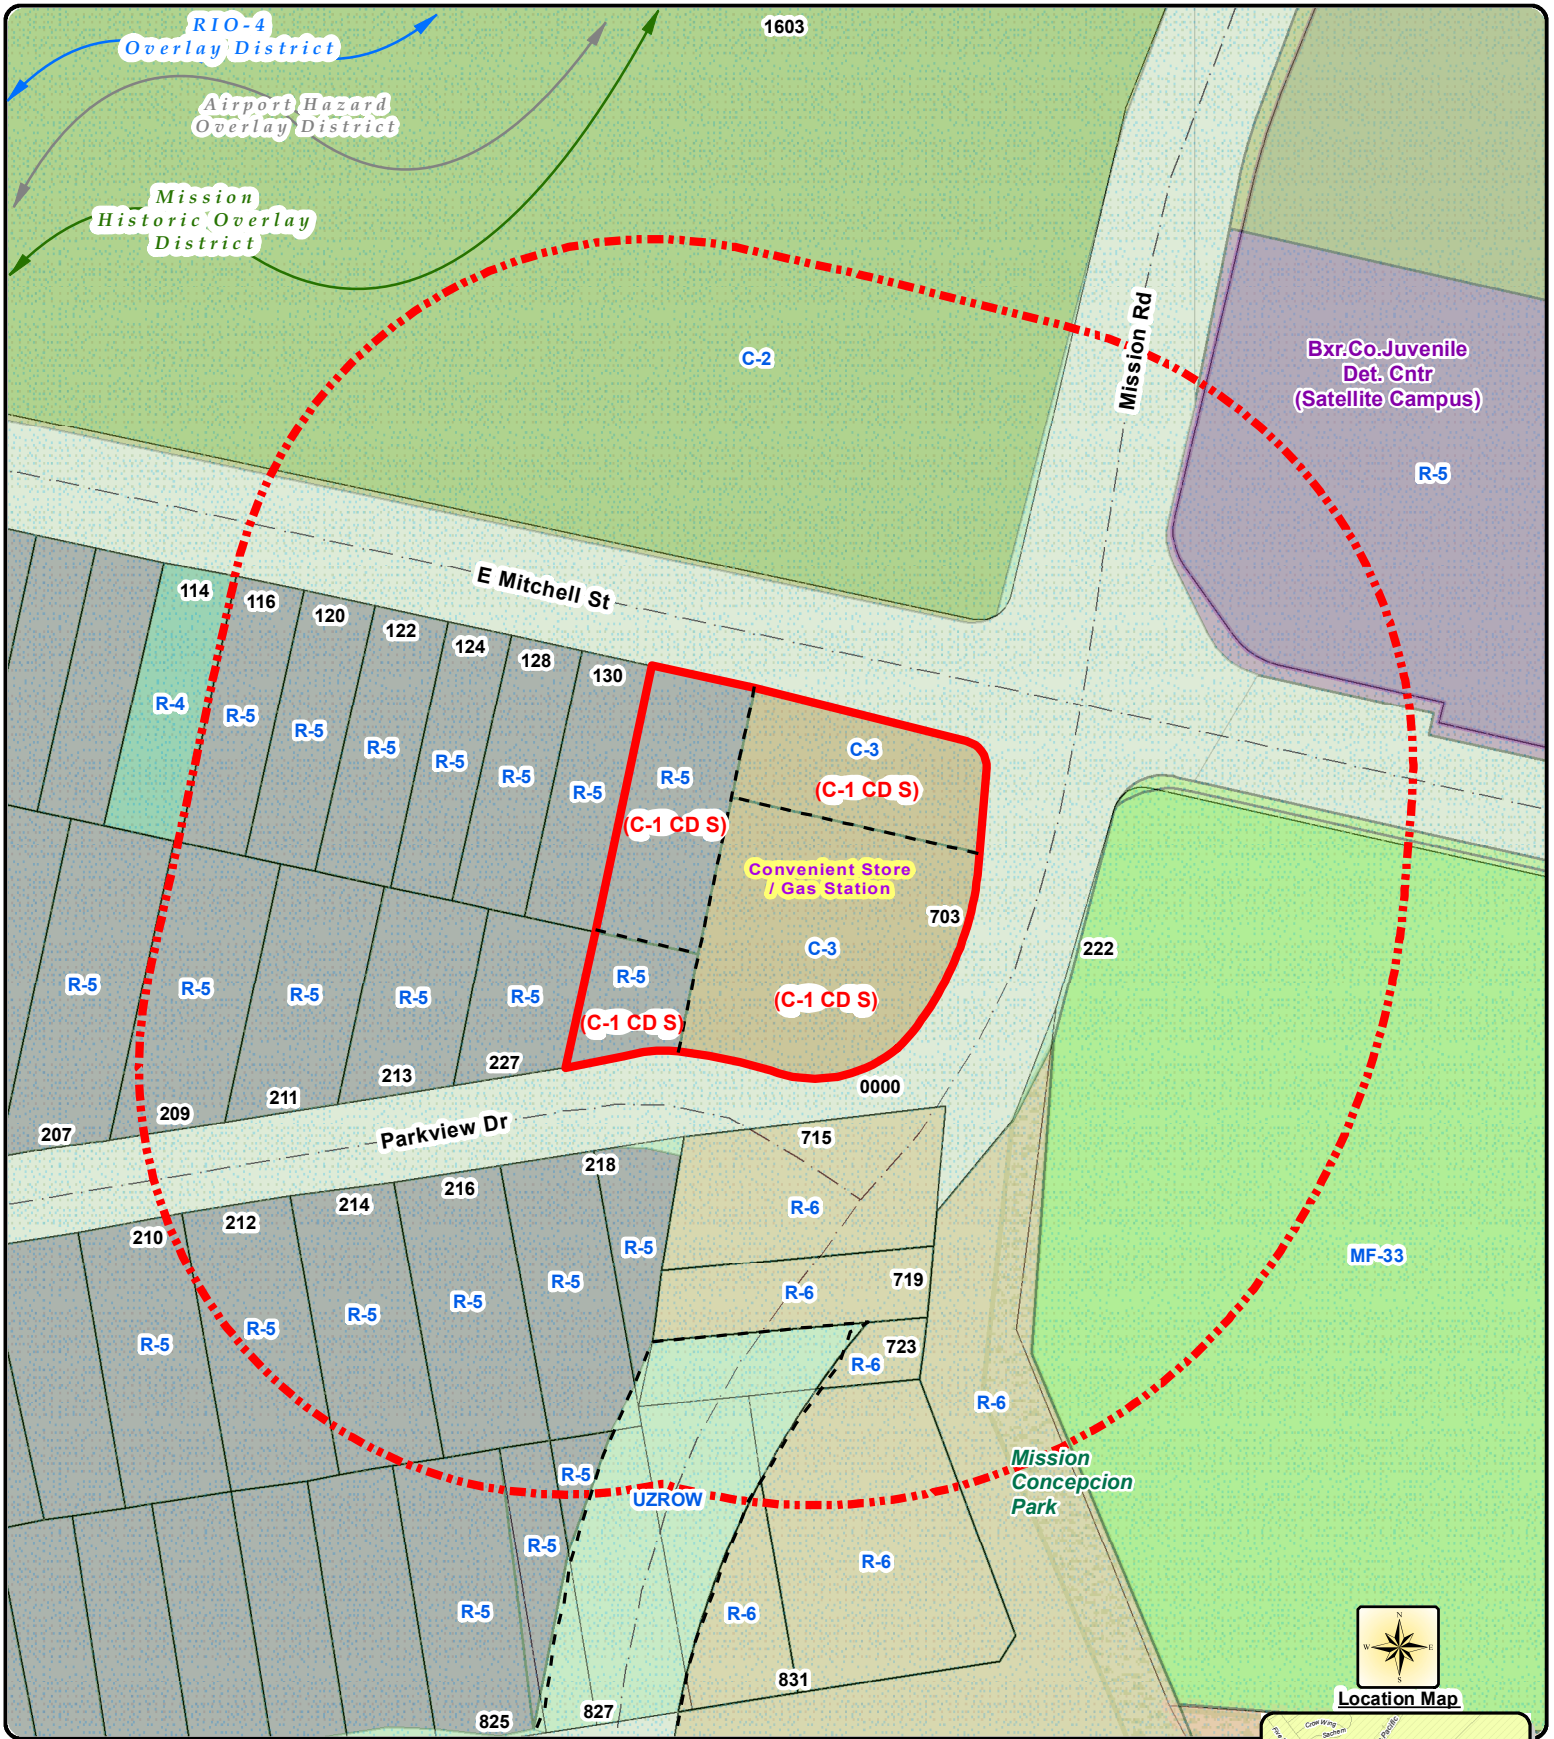 RIO-4
Overlay District
1603
Airport Hazard
Overlay District
Mission
Historic Overlay
District
C-2
Mission Rd
Bxr.Co.Juvenile
Det. Cntr
(Satellite Campus)
R-5
E Mitchell St
114
116
120
122
124
128
130
R-4
R-5
R-5
R-5
R-5
R-5
R-5
R-5
(C-1 CD S)
C-3
(C-1 CD S)
Convenient Store
/ Gas Station
703
C-3
(C-1 CD S)
222
R-5
R-5
R-5
R-5
R-5
R-5
(C-1 CD S)
207
209
211
213
227
0000
Parkview Dr
715
210
212
214
216
218
R-6
R-5
R-5
R-5
R-5
R-5
R-5
719
R-6
MF-33
723
R-6
R-6
Mission
Concepcion
Park
R-5
UZROW
R-5
R-6
R-5
R-6
831
825
827
N
W
E
S
Location Map
Crow Wing
Sachem
Pacific